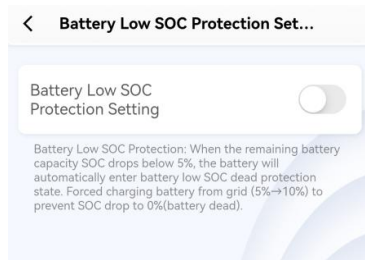 Battery Low SOC Protection Set...
Battery Low SOC
Protection Setting
Battery Low SOC Protection: When the remaining battery
capacity SOC drops below 5%, the battery will
automatically enter battery low SOC dead protection
state. Forced charging battery from grid (5%→10%) to
prevent SOC drop to 0%(battery dead).